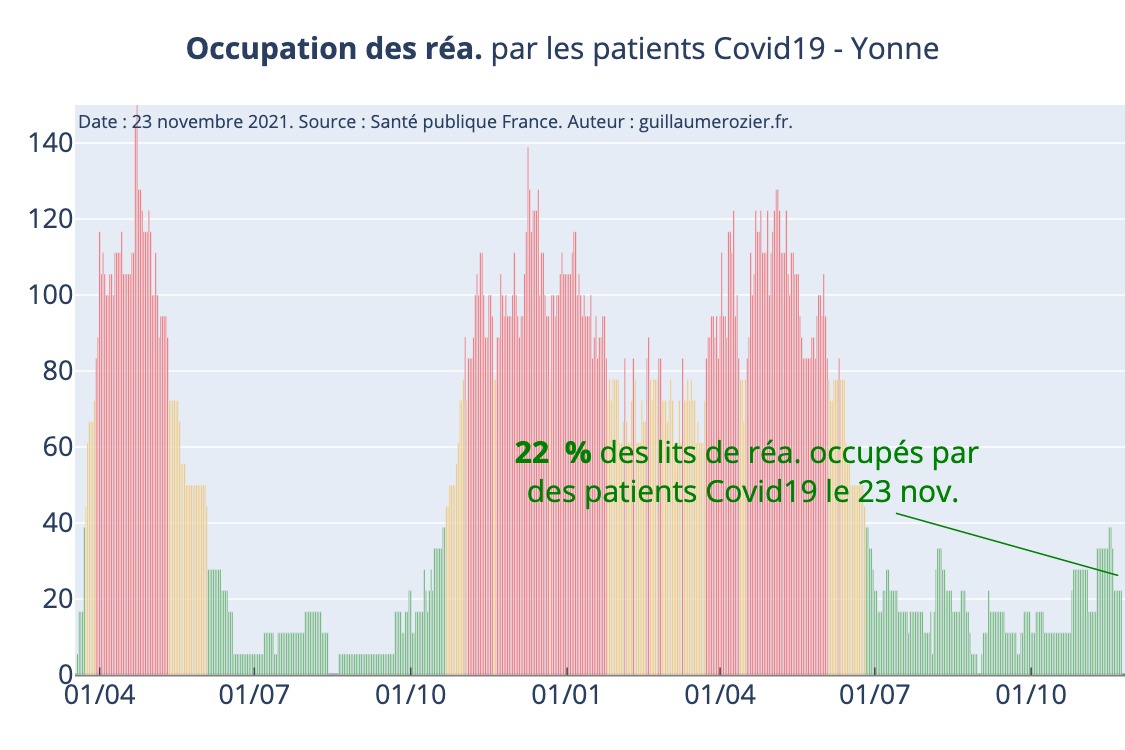 Occupation des réa. par les patients Covid19 - Yonne
Date : 23 novembre 2021. Source : Santé publique France. Auteur : guillaumerozier.fr.
140
120
100
80
60
40
20
0
22 % des lits de réa. occupés par
des patients Covid19 le 23 nov.
01/04 01/07 01/10 01/01 01/04 01/07 01/10